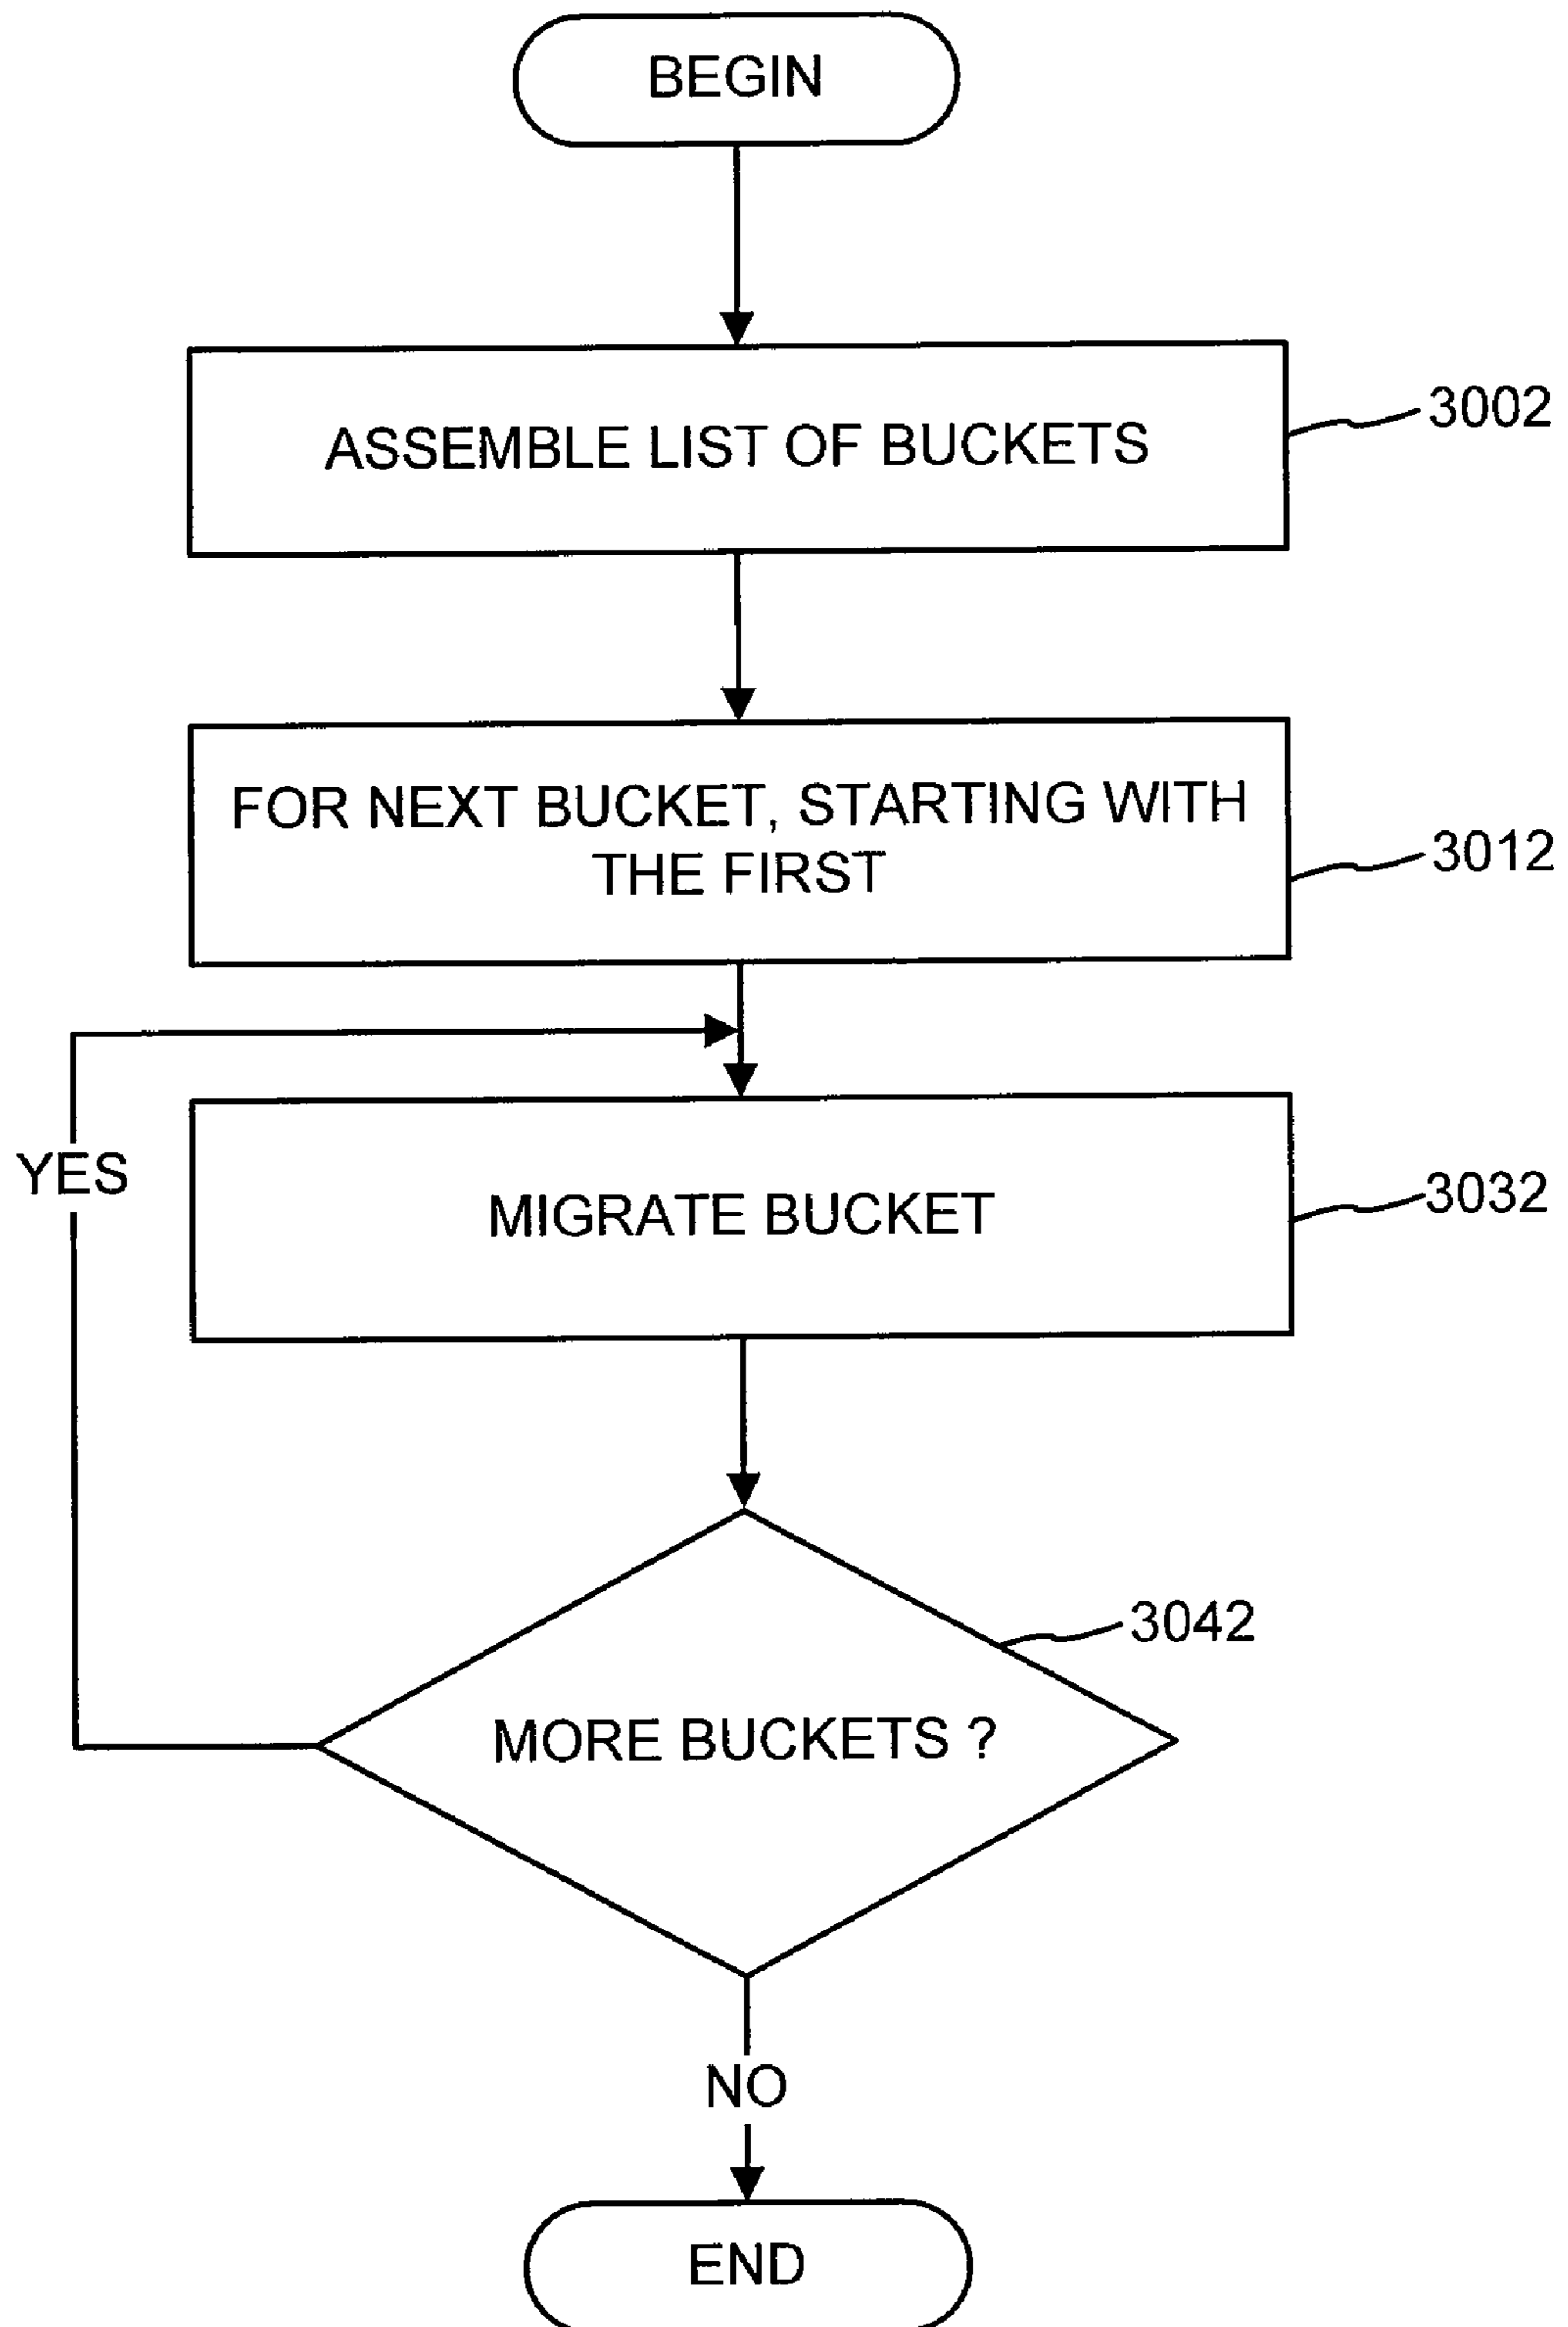 BEGIN
ASSEMBLE LIST OF BUCKETS
3002
FOR NEXT BUCKET, STARTING WITH
THE FIRST
3012
YES
MIGRATE BUCKET
3032
3042
MORE BUCKETS ?
NO
END